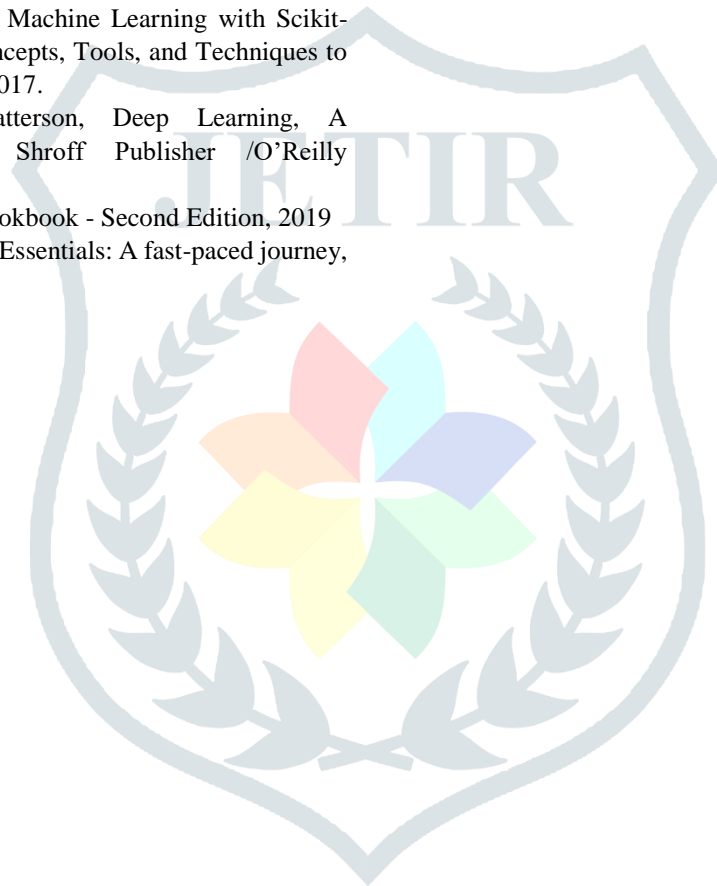 Machine Learning with Scikit-
ncepts, Tools, and Techniques to
017.
atterson, Deep Learning, A
Shroff Publisher /O’Reilly
JETIR
okbook - Second Edition, 2019
Essentials: A fast-paced journey,